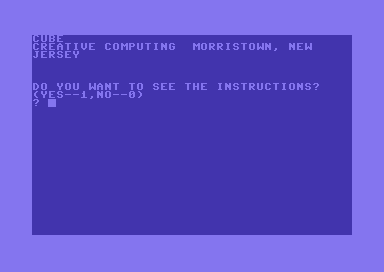 CUBE
CREATIVE COMPUTING  MORRISTOWN, NEW
JERSEY
DO YOU WANT TO SEE THE INSTRUCTIONS?
(YES--1,NO--0)
?